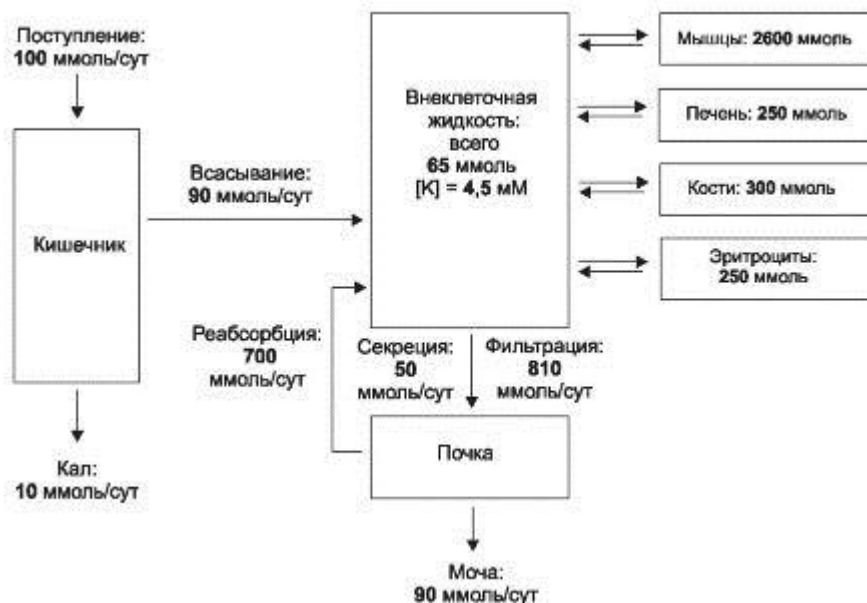 Поступление:
100 ммоль/сут
Кишечник
Кал:
10 ммоль/сут
Всасывание:
90 ммоль/сут
Внеклеточная
жидкость:
всего
65 ммоль
[K] = 4,5 мМ
Мышцы: 2600 ммоль
Печень: 250 ммоль
Кости: 300 ммоль
Эритроциты:
250 ммоль
Реабсорбция:
700
ммоль/сут
Секреция:
50
ммоль/сут
Фильтрация:
810
ммоль/сут
Почка
Моча:
90 ммоль/сут